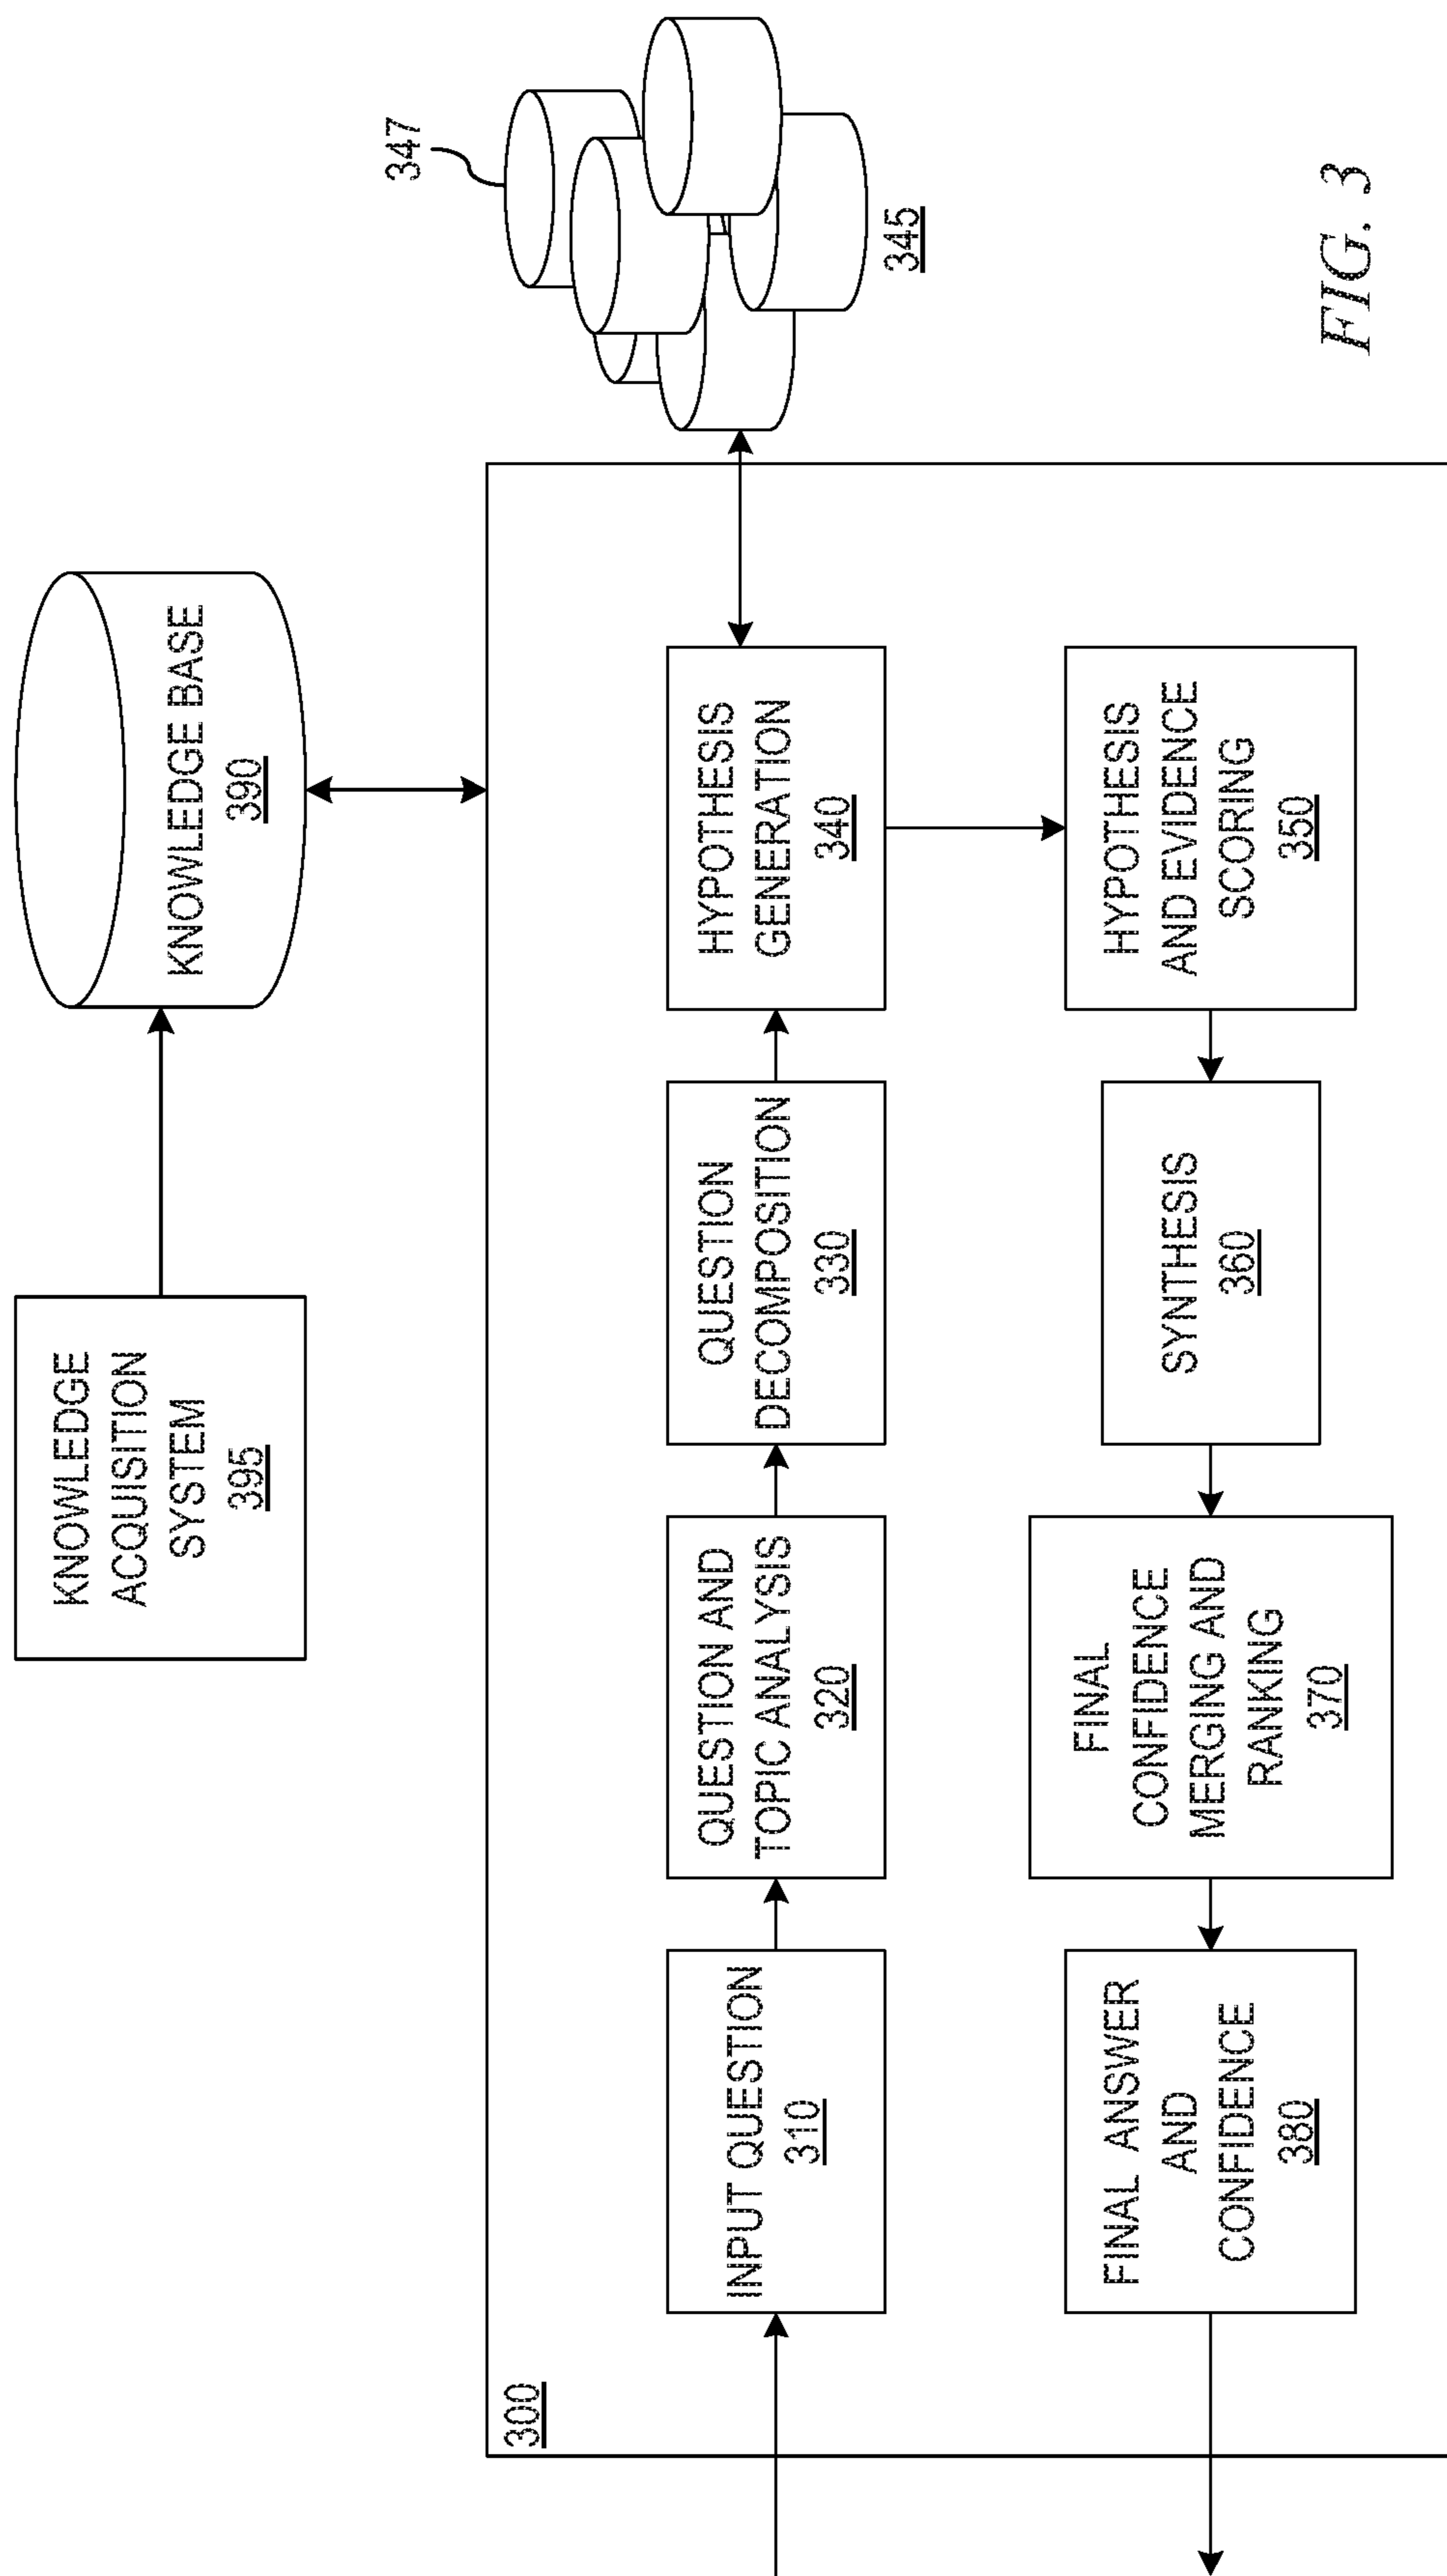 KNOWLEDGE
ACQUISITION
SYSTEM
395
KNOWLEDGE BASE
390
347
345
300
INPUT QUESTION
310
QUESTION AND
TOPIC ANALYSIS
320
QUESTION
DECOMPOSITION
330
HYPOTHESIS
GENERATION
340
HYPOTHESIS
AND EVIDENCE
SCORING
350
SYNTHESIS
360
FINAL
CONFIDENCE
MERGING AND
RANKING
370
FINAL ANSWER
AND
CONFIDENCE
380
FIG. 3